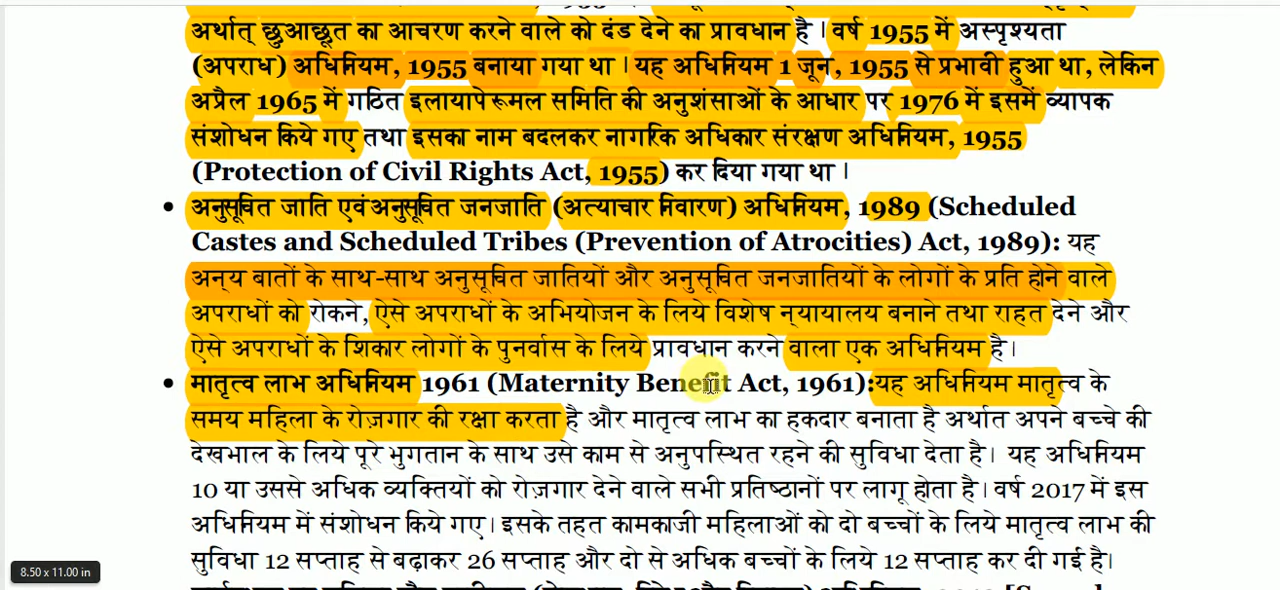 अर्थात् छुआछूत का आचरण करने वाले को दंड देने का प्रावधान है। वर्ष 1955 में अस्पृश्यता
(अपराध) अधिनियम, 1955 बनाया गया था। यह अधिनियम 1 जून, 1955 से प्रभावी हुआ था, लेकिन
अप्रैल 1965 में गठित इलायापेरूमल समिति की अनुशंसाओं के आधार पर 1976 में इसमें व्यापक
संशोधन किये गए तथा इसका नाम बदलकर नागरिक अधिकार संरक्षण अधिनियम, 1955
(Protection of Civil Rights Act, 1955) कर दिया गया था।
• अनुसूचित जाति एवं अनुसूचित जनजाति (अत्याचार निवारण) अधिनियम, 1989 (Scheduled
Castes and Scheduled Tribes (Prevention of Atrocities) Act, 1989): यह
अन्य बातों के साथ-साथ अनुसूचित जातियों और अनुसूचित जनजातियों के लोगों के प्रति होने वाले
अपराधों को रोकने, ऐसे अपराधों के अभियोजन के लिये विशेष न्यायालय बनाने तथा राहत देने और
ऐसे अपराधों के शिकार लोगों के पुनर्वास के लिये प्रावधान करने वाला एक अधिनियम है।
• मातृत्व लाभ अधिनियम 1961 (Maternity Benefit Act, 1961):यह अधिनियम मातृत्व के
समय महिला के रोज़गार की रक्षा करता है और मातृत्व लाभ का हकदार बनाता है अर्थात अपने बच्चे की
देखभाल के लिये पूरे भुगतान के साथ उसे काम से अनुपस्थित रहने की सुविधा देता है। यह अधिनियम
10 या उससे अधिक व्यक्तियों को रोज़गार देने वाले सभी प्रतिष्ठानों पर लागू होता है। वर्ष 2017 में इस
अधिनियम में संशोधन किये गए। इसके तहत कामकाजी महिलाओं को दो बच्चों के लिये मातृत्व लाभ की
सुविधा 12 सप्ताह से बढ़ाकर 26 सप्ताह और दो से अधिक बच्चों के लिये 12 सप्ताह कर दी गई है।
8.50 x 11.00 in